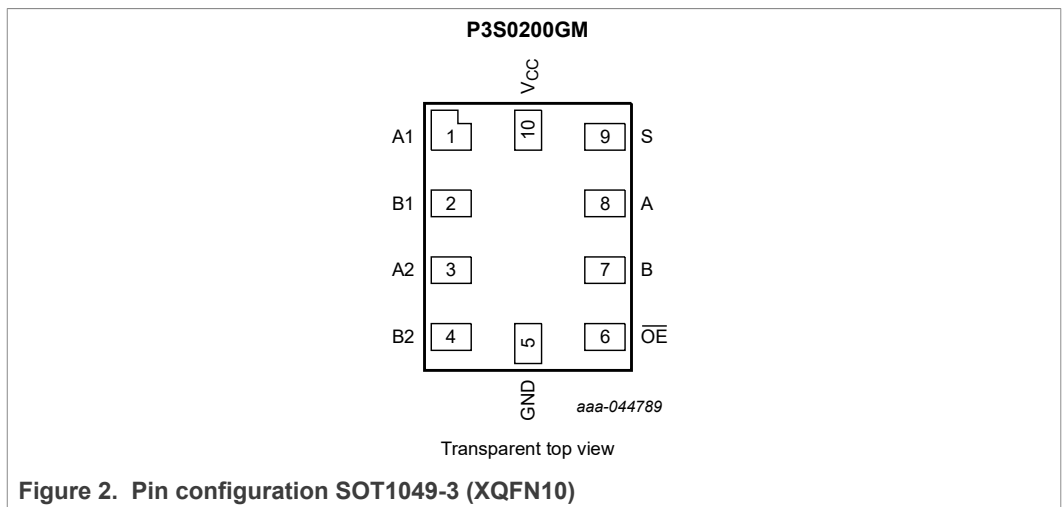 P3S0200GM
VCC
A1 1 10 9 S
B1 2 8 A
A2 3 7 B
B2 4 5 6 OE
GND
aaa-044789
Transparent top view
Figure 2. Pin configuration SOT1049-3 (XQFN10)